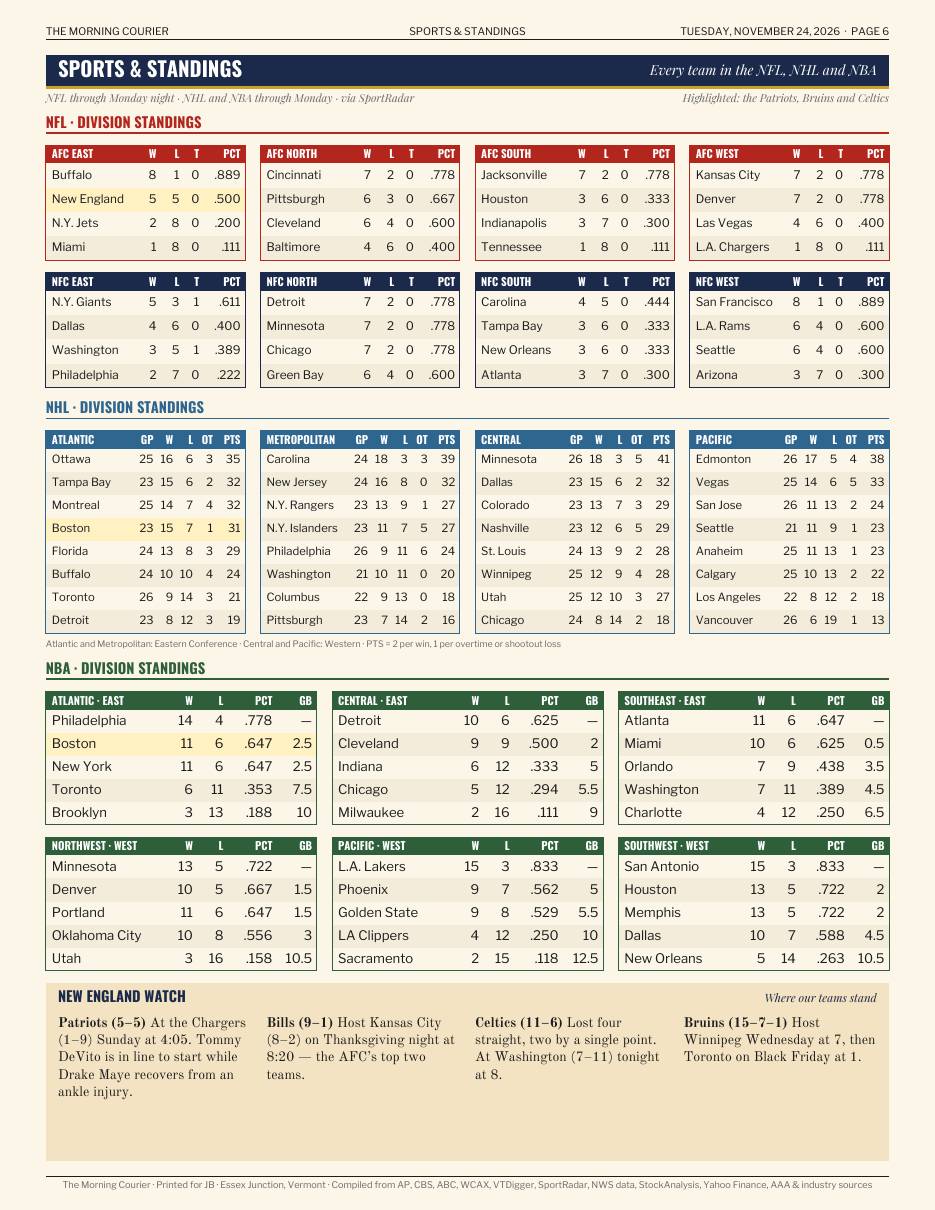 THE MORNING COURIER SPORTS & STANDINGS TUESDAY, NOVEMBER 24, 2026 · PAGE 6
SPORTS & STANDINGS Every team in the NFL, NHL and NBA
NFL through Monday night · NHL and NBA through Monday · via SportRadar Highlighted: the Patriots, Bruins and Celtics
NFL · DIVISION STANDINGS
AFC EAST W L T PCT
Buffalo 8 1 0 .889
New England 5 5 0 .500
N.Y. Jets 2 8 0 .200
Miami 1 8 0 .111
AFC NORTH W L T PCT
Cincinnati 7 2 0 .778
Pittsburgh 6 3 0 .667
Cleveland 6 4 0 .600
Baltimore 4 6 0 .400
AFC SOUTH W L T PCT
Jacksonville 7 2 0 .778
Houston 3 6 0 .333
Indianapolis 3 7 0 .300
Tennessee 1 8 0 .111
AFC WEST W L T PCT
Kansas City 7 2 0 .778
Denver 7 2 0 .778
Las Vegas 4 6 0 .400
L.A. Chargers 1 8 0 .111
NFC EAST W L T PCT
N.Y. Giants 5 3 1 .611
Dallas 4 6 0 .400
Washington 3 5 1 .389
Philadelphia 2 7 0 .222
NFC NORTH W L T PCT
Detroit 7 2 0 .778
Minnesota 7 2 0 .778
Chicago 7 2 0 .778
Green Bay 6 4 0 .600
NFC SOUTH W L T PCT
Carolina 4 5 0 .444
Tampa Bay 3 6 0 .333
New Orleans 3 6 0 .333
Atlanta 3 7 0 .300
NFC WEST W L T PCT
San Francisco 8 1 0 .889
L.A. Rams 6 4 0 .600
Seattle 6 4 0 .600
Arizona 3 7 0 .300
NHL · DIVISION STANDINGS
ATLANTIC GP W L OT PTS
Ottawa 25 16 6 3 35
Tampa Bay 23 15 6 2 32
Montreal 25 14 7 4 32
Boston 23 15 7 1 31
Florida 24 13 8 3 29
Buffalo 24 10 10 4 24
Toronto 26 9 14 3 21
Detroit 23 8 12 3 19
METROPOLITAN GP W L OT PTS
Carolina 24 18 3 3 39
New Jersey 24 16 8 0 32
N.Y. Rangers 23 13 9 1 27
N.Y. Islanders 23 11 7 5 27
Philadelphia 26 9 11 6 24
Washington 21 10 11 0 20
Columbus 22 9 13 0 18
Pittsburgh 23 7 14 2 16
CENTRAL GP W L OT PTS
Minnesota 26 18 3 5 41
Dallas 23 15 6 2 32
Colorado 23 13 7 3 29
Nashville 23 12 6 5 29
St. Louis 24 13 9 2 28
Winnipeg 25 12 9 4 28
Utah 25 12 10 3 27
Chicago 24 8 14 2 18
PACIFIC GP W L OT PTS
Edmonton 26 17 5 4 38
Vegas 25 14 6 5 33
San Jose 26 11 13 2 24
Seattle 21 11 9 1 23
Anaheim 25 11 13 1 23
Calgary 25 10 13 2 22
Los Angeles 22 8 12 2 18
Vancouver 26 6 19 1 13
Atlantic and Metropolitan: Eastern Conference · Central and Pacific: Western · PTS = 2 per win, 1 per overtime or shootout loss
NBA · DIVISION STANDINGS
ATLANTIC · EAST W L PCT GB
Philadelphia 14 4 .778 —
Boston 11 6 .647 2.5
New York 11 6 .647 2.5
Toronto 6 11 .353 7.5
Brooklyn 3 13 .188 10
CENTRAL · EAST W L PCT GB
Detroit 10 6 .625 —
Cleveland 9 9 .500 2
Indiana 6 12 .333 5
Chicago 5 12 .294 5.5
Milwaukee 2 16 .111 9
SOUTHEAST · EAST W L PCT GB
Atlanta 11 6 .647 —
Miami 10 6 .625 0.5
Orlando 7 9 .438 3.5
Washington 7 11 .389 4.5
Charlotte 4 12 .250 6.5
NORTHWEST · WEST W L PCT GB
Minnesota 13 5 .722 —
Denver 10 5 .667 1.5
Portland 11 6 .647 1.5
Oklahoma City 10 8 .556 3
Utah 3 16 .158 10.5
PACIFIC · WEST W L PCT GB
L.A. Lakers 15 3 .833 —
Phoenix 9 7 .562 5
Golden State 9 8 .529 5.5
LA Clippers 4 12 .250 10
Sacramento 2 15 .118 12.5
SOUTHWEST · WEST W L PCT GB
San Antonio 15 3 .833 —
Houston 13 5 .722 2
Memphis 13 5 .722 2
Dallas 10 7 .588 4.5
New Orleans 5 14 .263 10.5
NEW ENGLAND WATCH Where our teams stand
Patriots (5–5) At the Chargers
(1–9) Sunday at 4:05. Tommy
DeVito is in line to start while
Drake Maye recovers from an
ankle injury.
Bills (9–1) Host Kansas City
(8–2) on Thanksgiving night at
8:20 — the AFC's top two
teams.
Celtics (11–6) Lost four
straight, two by a single point.
At Washington (7–11) tonight
at 8.
Bruins (15–7–1) Host
Winnipeg Wednesday at 7, then
Toronto on Black Friday at 1.
The Morning Courier · Printed for JB · Essex Junction, Vermont · Compiled from AP, CBS, ABC, WCAX, VTDigger, SportRadar, NWS data, StockAnalysis, Yahoo Finance, AAA & industry sources